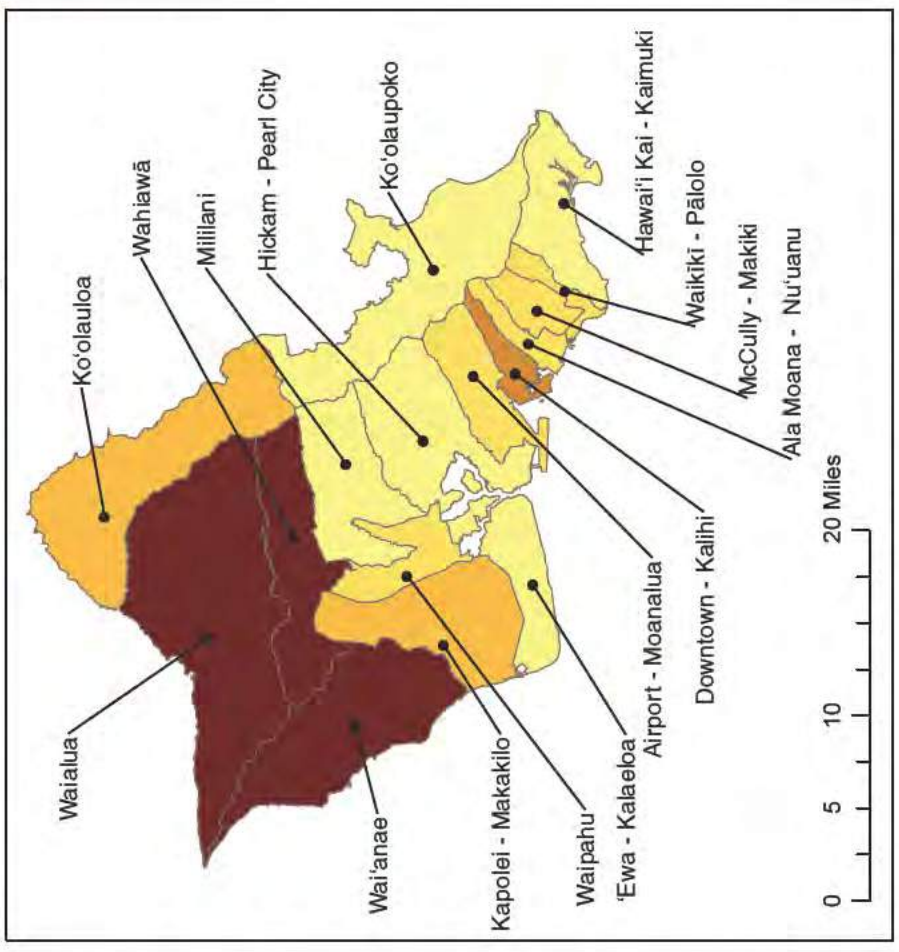 Ko‘olauloa
Wahiawā
Mililani
Hickam - Pearl City
Ko‘olaupoko
Hawai‘i Kai - Kaimuki
Waikiki - Pālolo
McCully - Makiki
Ala Moana - Nu‘uanu
Downtown - Kalihi
Airport - Moanalua
‘Ewa - Kalaeloa
Waipahu
Kapolei - Makakilo
Wai‘anae
Waialua
0 5 10 20 Miles